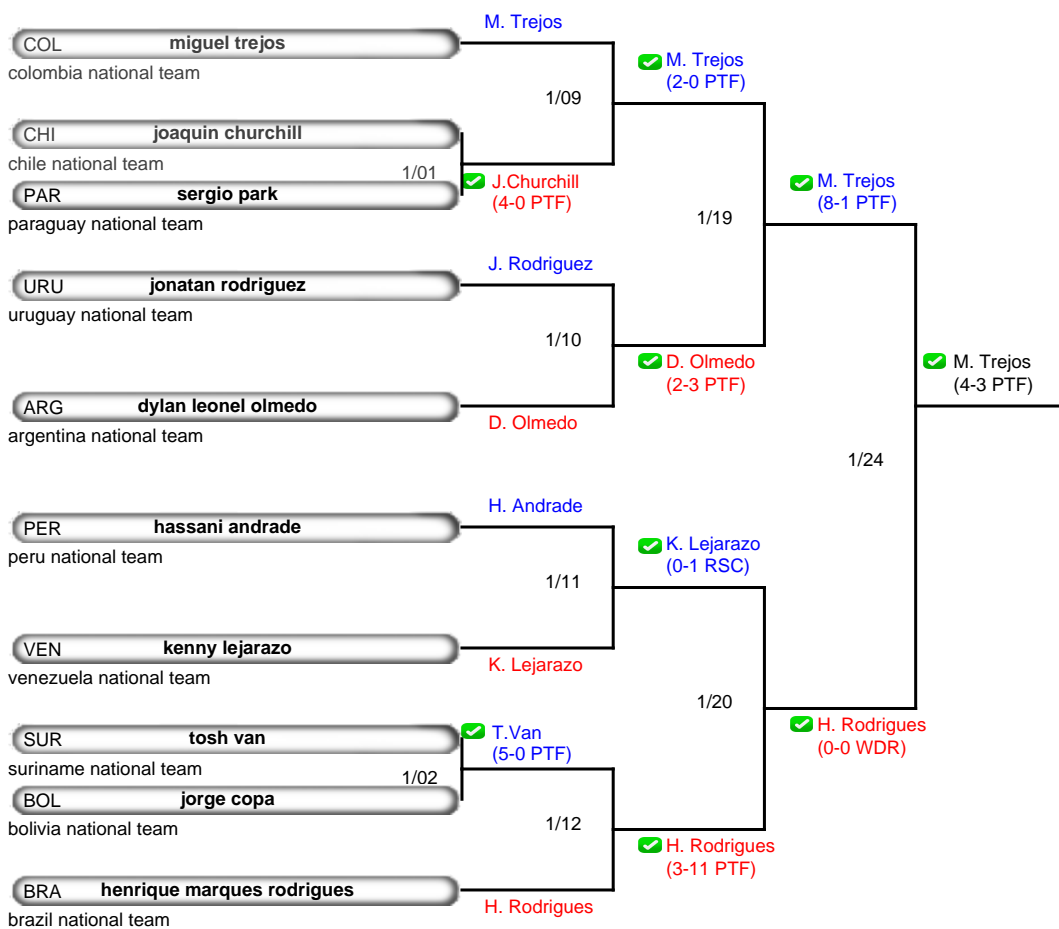 M. Trejos
COL miguel trejos
colombia national team
M. Trejos
(2-0 PTF)
1/09
CHI joaquin churchill
chile national team
1/01
J.Churchill
(4-0 PTF)
PAR sergio park
paraguay national team
M. Trejos
(8-1 PTF)
1/19
J. Rodriguez
URU jonatan rodriguez
uruguay national team
1/10
D. Olmedo
(2-3 PTF)
M. Trejos
(4-3 PTF)
ARG dylan leonel olmedo
argentina national team
D. Olmedo
1/24
H. Andrade
PER hassani andrade
peru national team
K. Lejarazo
(0-1 RSC)
1/11
VEN kenny lejarazo
venezuela national team
K. Lejarazo
1/20
H. Rodrigues
(0-0 WDR)
SUR tosh van
suriname national team
T.Van
(5-0 PTF)
1/02
BOL jorge copa
bolivia national team
1/12
H. Rodrigues
(3-11 PTF)
BRA henrique marques rodrigues
brazil national team
H. Rodrigues